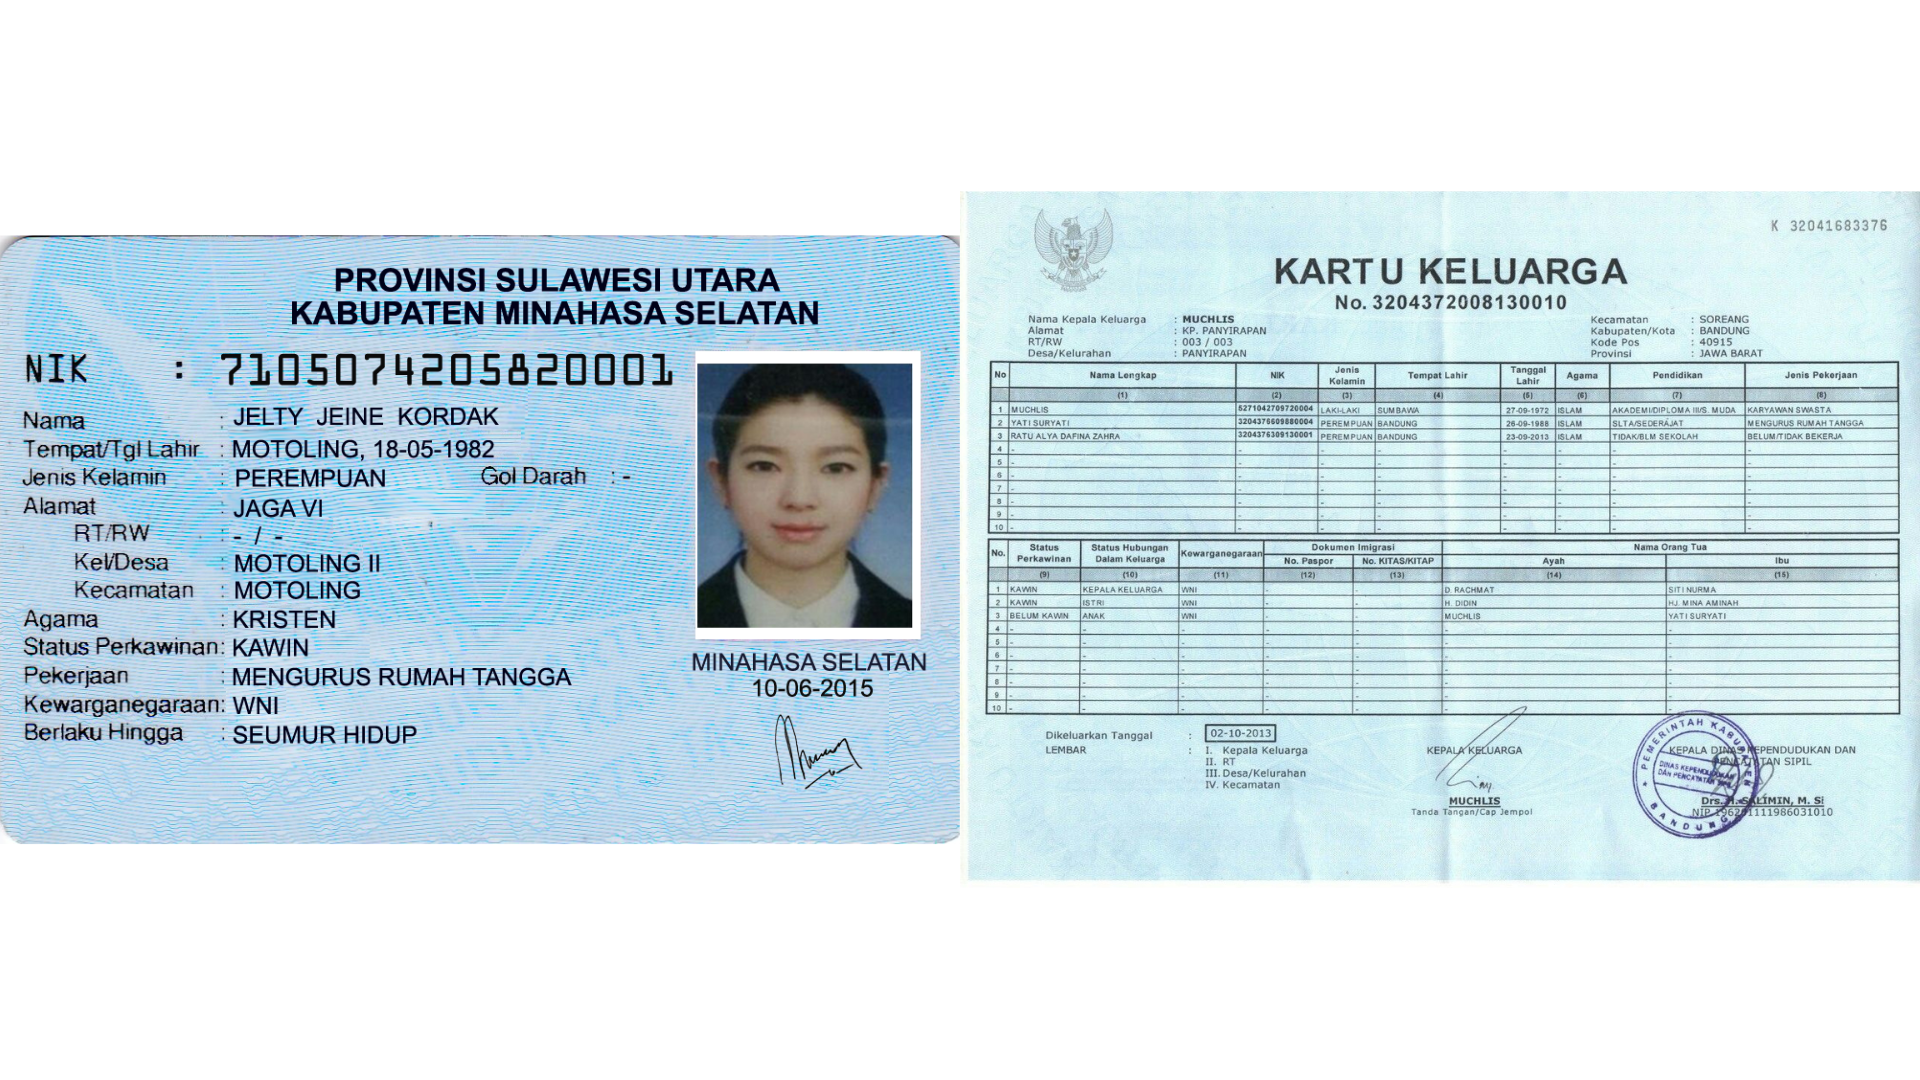 PROVINSI SULAWESI UTARA
KABUPATEN MINAHASA SELATAN
NIK : 7105074205820001
Nama : JELTY JEINE KORDAK
Tempat/Tgl Lahir : MOTOLING, 18-05-1982
Jenis Kelamin : PEREMPUAN Gol Darah : -
Alamat : JAGA VI
RT/RW : - / -
Kel/Desa : MOTOLING II
Kecamatan : MOTOLING
Agama : KRISTEN
Status Perkawinan: KAWIN
Pekerjaan : MENGURUS RUMAH TANGGA
Kewarganegaraan: WNI
Berlaku Hingga : SEUMUR HIDUP
MINAHASA SELATAN
10-06-2015
K 32041683376
KARTU KELUARGA
No. 3204372008130010
Nama Kepala Keluarga : MUCHLIS
Alamat : KP. PANYIRAPAN
RT/RW : 003 / 003
Desa/Kelurahan : PANYIRAPAN
Kecamatan : SOREANG
Kabupaten/Kota : BANDUNG
Kode Pos : 40915
Provinsi : JAWA BARAT
No Nama Lengkap NIK Jenis Kelamin Tempat Lahir Tanggal Lahir Agama Pendidikan Jenis Pekerjaan
(1) (2) (3) (4) (5) (6) (7) (8)
1 MUCHLIS 5271042709720004 LAKI-LAKI SUMBAWA 27-09-1972 ISLAM AKADEMI/DIPLOMA III/S. MUDA KARYAWAN SWASTA
2 YATI SURYATI 3204376609880004 PEREMPUAN BANDUNG 26-09-1988 ISLAM SLTA/SEDERAJAT MENGURUS RUMAH TANGGA
3 RATU ALYA DAFINA ZAHRA 3204376309130001 PEREMPUAN BANDUNG 23-09-2013 ISLAM TIDAK/BLM SEKOLAH BELUM/TIDAK BEKERJA
4 - - - - - - - -
5 - - - - - - - -
6 - - - - - - - -
7 - - - - - - - -
8 - - - - - - - -
9 - - - - - - - -
10 - - - - - - - -
No. Status Perkawinan Status Hubungan Dalam Keluarga Kewarganegaraan Dokumen Imigrasi Nama Orang Tua
No. Paspor No. KITAS/KITAP Ayah Ibu
(9) (10) (11) (12) (13) (14) (15)
1 KAWIN KEPALA KELUARGA WNI - - D. RACHMAT SITI NURMA
2 KAWIN ISTRI WNI - - H. DIDIN HJ. MINA AMINAH
3 BELUM KAWIN ANAK WNI - - MUCHLIS YATI SURYATI
4 - - - - - - -
5 - - - - - - -
6 - - - - - - -
7 - - - - - - -
8 - - - - - - -
9 - - - - - - -
10 - - - - - - -
Dikeluarkan Tanggal : 02-10-2013
LEMBAR : I. Kepala Keluarga
II. RT
III. Desa/Kelurahan
IV. Kecamatan
KEPALA KELUARGA
MUCHLIS
Tanda Tangan/Cap Jempol
KEPALA DINAS KEPENDUDUKAN DAN
PENCATATAN SIPIL
PEMERINTAH KABUPATEN
DINAS KEPENDUDUKAN
DAN PENCATATAN SIPIL
BANDUNG
Drs. H. SALIMIN, M. Si